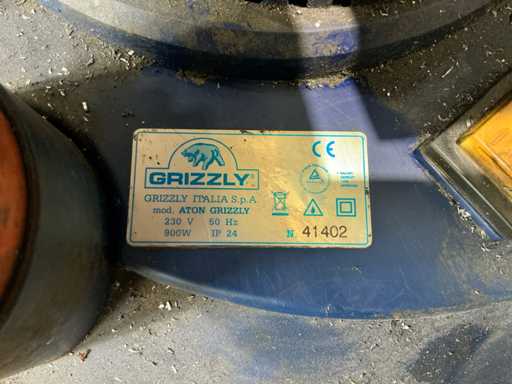 GRIZZLY
GRIZZLY ITALIA S.p.A
mod. ATON GRIZZLY
230 V 50 Hz
900W IP 24
CE
N. 41402